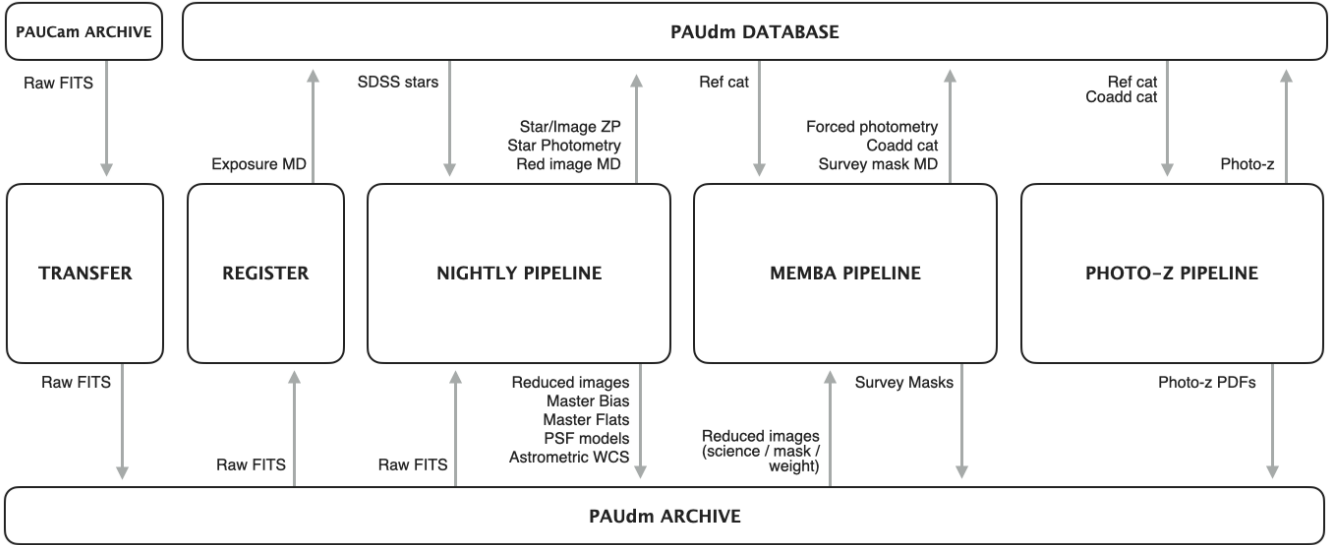 PAUCam ARCHIVE
PAUdm DATABASE
Raw FITS
Exposure MD
SDSS stars
Star/Image ZP
Star Photometry
Red image MD
Ref cat
Forced photometry
Coadd cat
Survey mask MD
Ref cat
Coadd cat
Photo-z
TRANSFER
REGISTER
NIGHTLY PIPELINE
MEMBA PIPELINE
PHOTO-Z PIPELINE
Raw FITS
Raw FITS
Raw FITS
Reduced images
Master Bias
Master Flats
PSF models
Astrometric WCS
Reduced images
(science / mask /
weight)
Survey Masks
Photo-z PDFs
PAUdm ARCHIVE